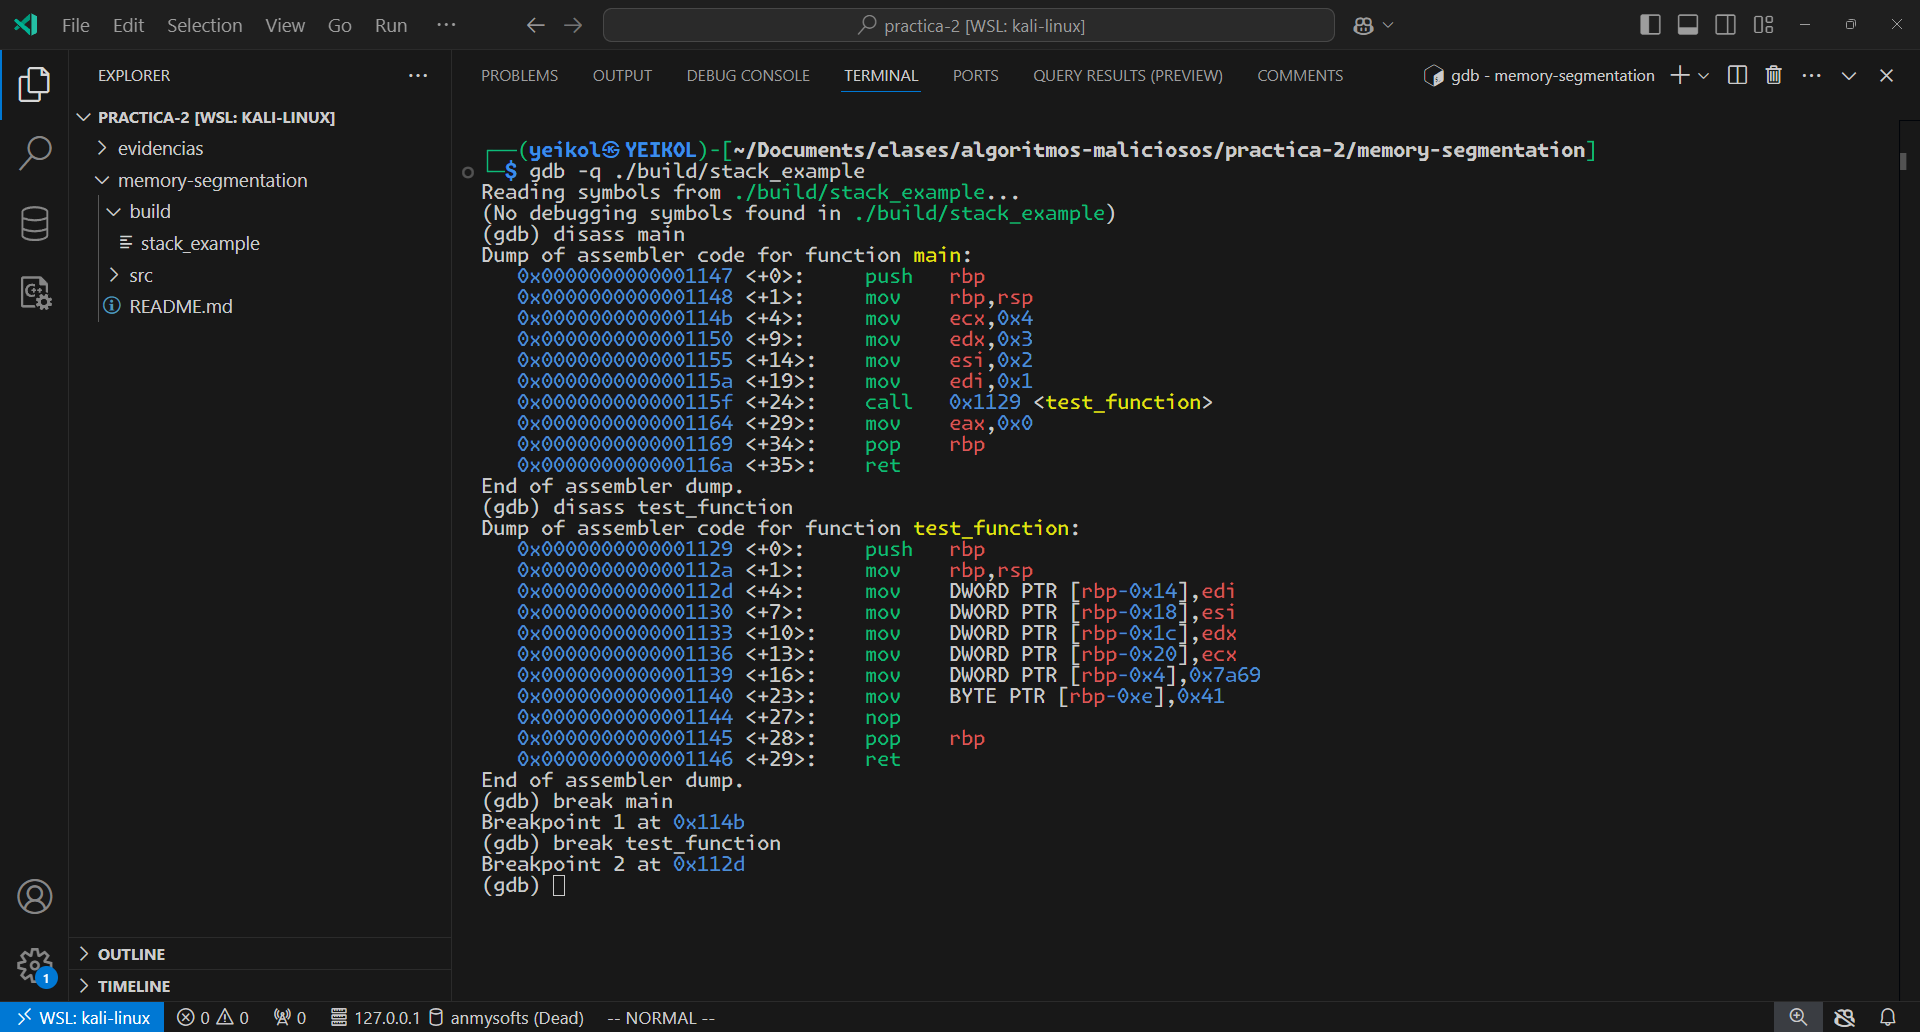 File Edit Selection View Go Run ···
practica-2 [WSL: kali-linux]
EXPLORER
PRACTICA-2 [WSL: KALI-LINUX]
evidencias
memory-segmentation
build
stack_example
src
README.md
OUTLINE
TIMELINE
1
PROBLEMS OUTPUT DEBUG CONSOLE TERMINAL PORTS QUERY RESULTS (PREVIEW) COMMENTS
gdb - memory-segmentation
┌──(yeikol㉿YEIKOL)-[~/Documents/clases/algoritmos-maliciosos/practica-2/memory-segmentation]
└─$ gdb -q ./build/stack_example
Reading symbols from ./build/stack_example...
(No debugging symbols found in ./build/stack_example)
(gdb) disass main
Dump of assembler code for function main:
0x0000000000001147 <+0>: push rbp
0x0000000000001148 <+1>: mov rbp,rsp
0x000000000000114b <+4>: mov ecx,0x4
0x0000000000001150 <+9>: mov edx,0x3
0x0000000000001155 <+14>: mov esi,0x2
0x000000000000115a <+19>: mov edi,0x1
0x000000000000115f <+24>: call 0x1129 <test_function>
0x0000000000001164 <+29>: mov eax,0x0
0x0000000000001169 <+34>: pop rbp
0x000000000000116a <+35>: ret
End of assembler dump.
(gdb) disass test_function
Dump of assembler code for function test_function:
0x0000000000001129 <+0>: push rbp
0x000000000000112a <+1>: mov rbp,rsp
0x000000000000112d <+4>: mov DWORD PTR [rbp-0x14],edi
0x0000000000001130 <+7>: mov DWORD PTR [rbp-0x18],esi
0x0000000000001133 <+10>: mov DWORD PTR [rbp-0x1c],edx
0x0000000000001136 <+13>: mov DWORD PTR [rbp-0x20],ecx
0x0000000000001139 <+16>: mov DWORD PTR [rbp-0x4],0x7a69
0x0000000000001140 <+23>: mov BYTE PTR [rbp-0xe],0x41
0x0000000000001144 <+27>: nop
0x0000000000001145 <+28>: pop rbp
0x0000000000001146 <+29>: ret
End of assembler dump.
(gdb) break main
Breakpoint 1 at 0x114b
(gdb) break test_function
Breakpoint 2 at 0x112d
(gdb)
WSL: kali-linux 0 0 0 127.0.0.1 anmysofts (Dead) -- NORMAL --